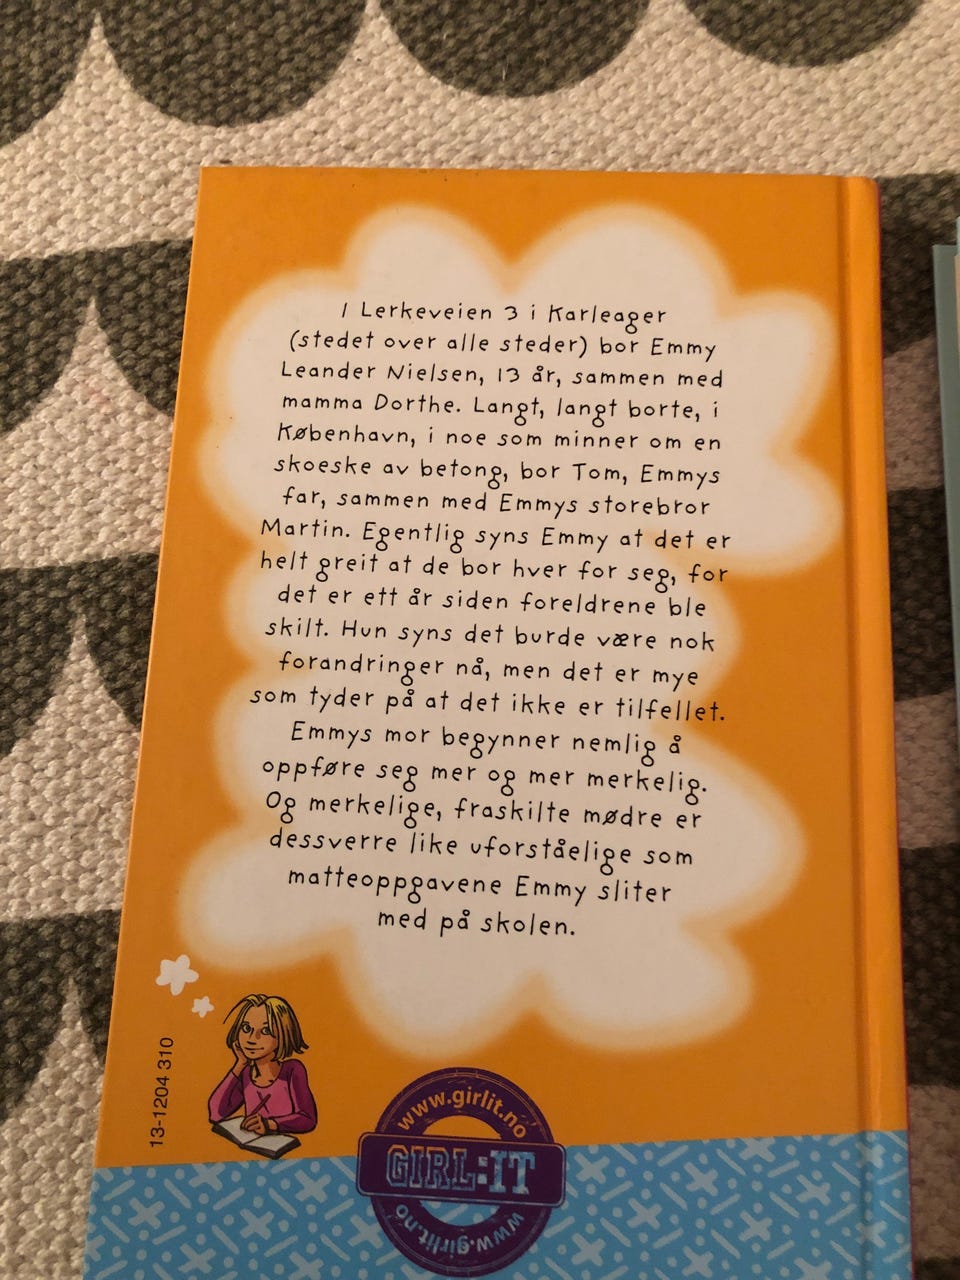 I Lerkeveien 3 i Karleager
(stedet over alle steder) bor Emmy
Leander Nielsen, 13 år, sammen med
mamma Dorthe. Langt, langt borte, i
København, i noe som minner om en
skoeske av betong, bor Tom, Emmys
far, sammen med Emmys storebror
Martin. Egentlig syns Emmy at det er
helt greit at de bor hver for seg, for
det er ett år siden foreldrene ble
skilt. Hun syns det burde være nok
forandringer nå, men det er mye
som tyder på at det ikke er tilfellet.
Emmys mor begynner nemlig å
oppføre seg mer og mer merkelig.
Og merkelige, fraskilte mødre er
dessverre like uforståelige som
matteoppgavene Emmy sliter
med på skolen.
13-1204 310
www.girlit.no
GIRL:IT
www.girlit.no